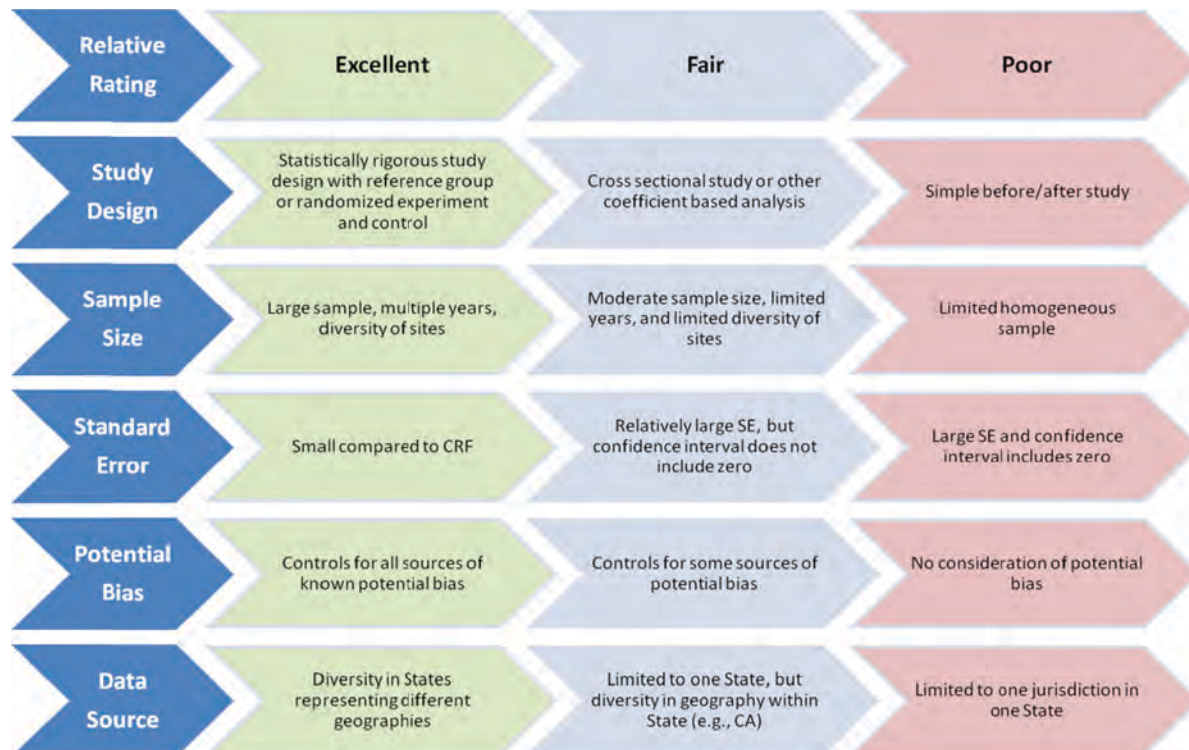 Relative
Rating
Excellent
Fair
Poor
Study
Design
Statistically rigorous study
design with reference group
or randomized experiment
and control
Cross sectional study or other
coefficient based analysis
Simple before/after study
Sample
Size
Large sample, multiple years,
diversity of sites
Moderate sample size, limited
years, and limited diversity of
sites
Limited homogeneous
sample
Standard
Error
Small compared to CRF
Relatively large SE, but
confidence interval does not
include zero
Large SE and confidence
interval includes zero
Potential
Bias
Controls for all sources of
known potential bias
Controls for some sources of
potential bias
No consideration of potential
bias
Data
Source
Diversity in States
representing different
geographies
Limited to one State, but
diversity in geography within
State (e.g., CA)
Limited to one jurisdiction in
one State